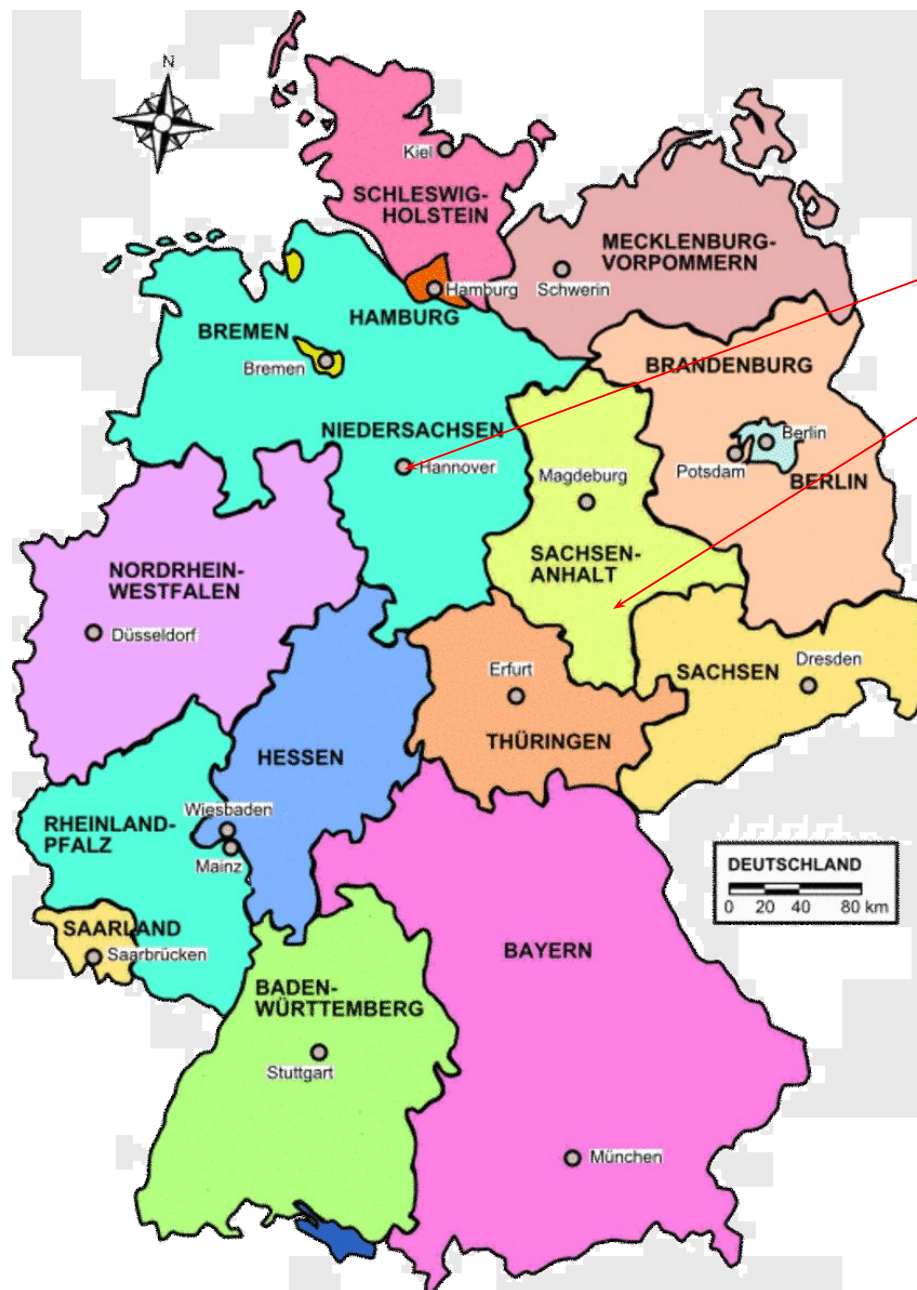 N
Kiel
SCHLESWIG-
HOLSTEIN
MECKLENBURG-
VORPOMMERN
Schwerin
Hamburg
HAMBURG
BREMEN
Bremen
BRANDENBURG
NIEDERSACHSEN
Hannover
Berlin
Potsdam
BERLIN
Magdeburg
SACHSEN-
ANHALT
NORDRHEIN-
WESTFALEN
Düsseldorf
Erfurt
THÜRINGEN
SACHSEN
Dresden
HESSEN
Wiesbaden
Mainz
RHEINLAND-
PFALZ
SAARLAND
Saarbrücken
DEUTSCHLAND
0 20 40 80 km
BAYERN
BADEN-
WÜRTTEMBERG
Stuttgart
München